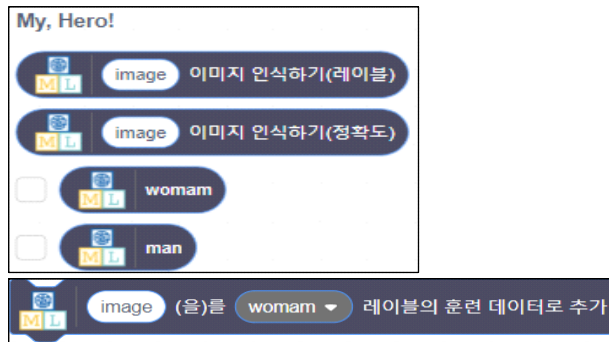 My, Hero!
ML image 이미지 인식하기(레이블)
ML image 이미지 인식하기(정확도)
ML womam
ML man
ML image (을)를 womam 레이블의 훈련 데이터로 추가